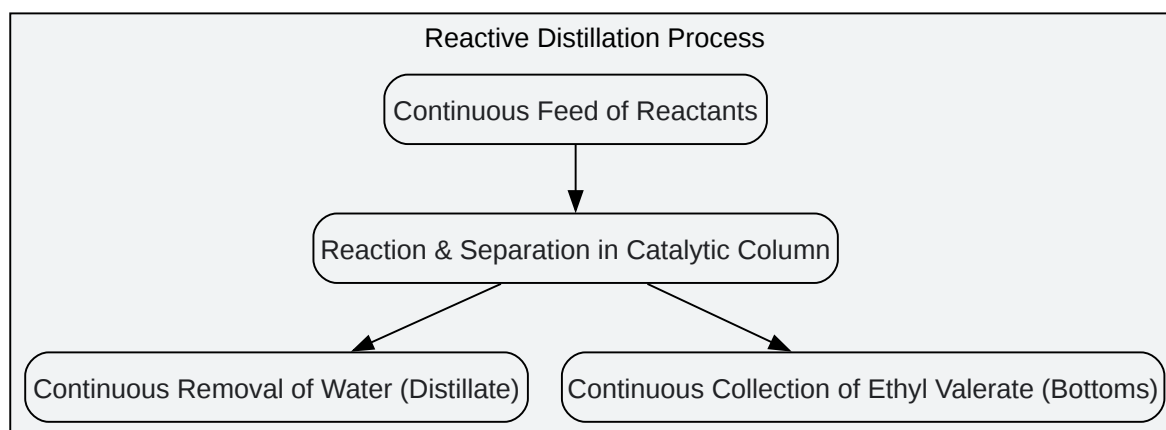 Reactive Distillation Process
Continuous Feed of Reactants
Reaction & Separation in Catalytic Column
Continuous Removal of Water (Distillate)
Continuous Collection of Ethyl Valerate (Bottoms)